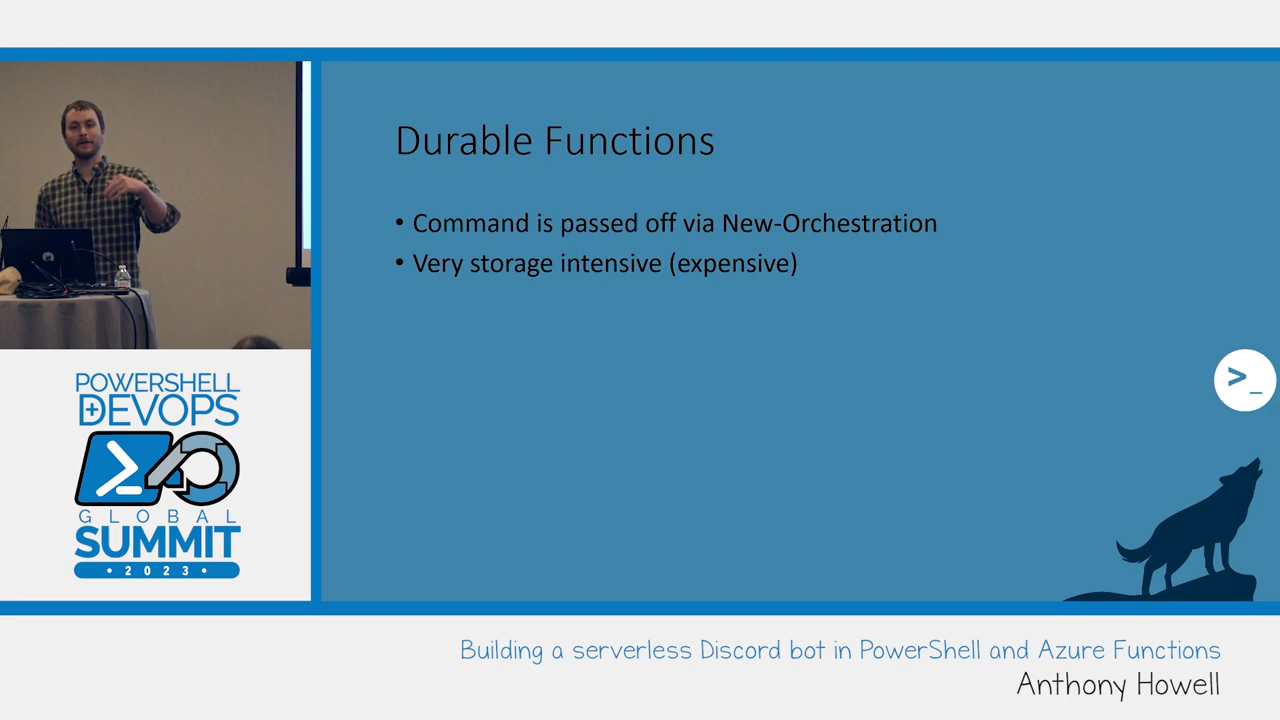 Durable Functions
• Command is passed off via New-Orchestration
• Very storage intensive (expensive)
>_
POWERSHELL
+DEVOPS
GLOBAL
SUMMIT
• 2023 •
Building a serverless Discord bot in PowerShell and Azure Functions
Anthony Howell